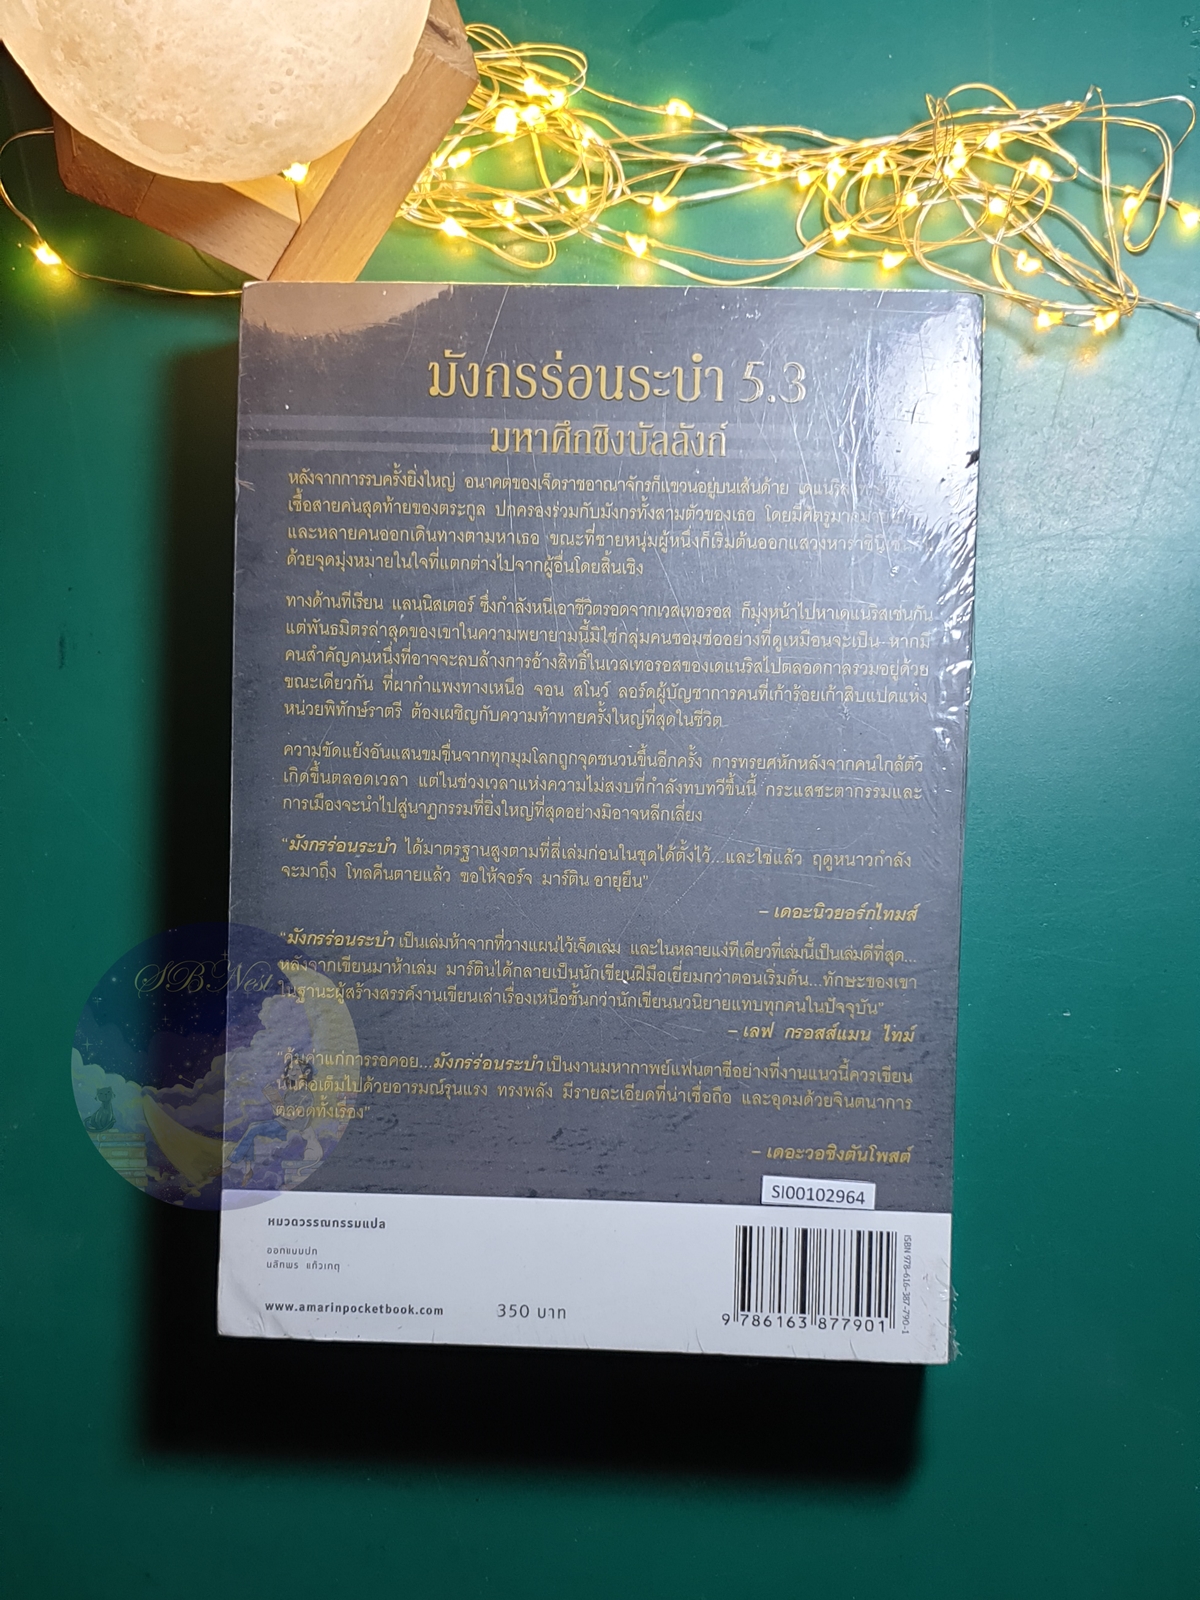 มังกรร่อนระบำ 5.3
มหาศึกชิงบัลลังก์
หลังจากการรบครั้งยิ่งใหญ่ อนาคตของเจ็ดราชอาณาจักรก็แขวนอยู่บนเส้นด้าย เดแนริส
เชื้อสายคนสุดท้ายของตระกูล ปกครองร่วมกับมังกรทั้งสามตัวของเธอ โดยมีศัตรู
และหลายคนออกเดินทางตามหาเธอ ขณะที่ชายหนุ่มผู้หนึ่งก็เริ่มต้นออกแสวงหาราชินี
ด้วยจุดมุ่งหมายในใจที่แตกต่างไปจากผู้อื่นโดยสิ้นเชิง
ทางด้านทีเรียน แลนนิสเตอร์ ซึ่งกำลังหนีเอาชีวิตรอดจากเวสเทอรอส ก็มุ่งหน้าไปหาเดแนริสเช่นกัน
แต่พันธมิตรล่าสุดของเขาในความพยายามนี้มิใช่กลุ่มคนซอมซ่ออย่างที่ดูเหมือนจะเป็น หากมี
คนสำคัญคนหนึ่งที่อาจจะลบล้างการอ้างสิทธิ์ในเวสเทอรอสของเดแนริสไปตลอดกาลรวมอยู่ด้วย
ขณะเดียวกัน ที่ผากำแพงทางเหนือ จอน สโนว์ ลอร์ดผู้บัญชาการคนที่เก้าร้อยเก้าสิบแปดแห่ง
หน่วยพิทักษ์ราตรี ต้องเผชิญกับความท้าทายครั้งใหญ่ที่สุดในชีวิต
ความขัดแย้งอันแสนขมขื่นจากทุกมุมโลกถูกจุดชนวนขึ้นอีกครั้ง การทรยศหักหลังจากคนใกล้ตัว
เกิดขึ้นตลอดเวลา แต่ในช่วงเวลาแห่งความไม่สงบที่กำลังทบทวีขึ้นนี้ กระแสชะตากรรมและ
การเมืองจะนำไปสู่นาฏกรรมที่ยิ่งใหญ่ที่สุดอย่างมิอาจหลีกเลี่ยง
"มังกรร่อนระบำ ได้มาตรฐานสูงตามที่สี่เล่มก่อนในชุดได้ตั้งไว้...และใช่แล้ว ฤดูหนาวกำลัง
จะมาถึง โทลคีนตายแล้ว ขอให้จอร์จ มาร์ติน อายุยืน"
– เดอะนิวยอร์กไทมส์
"มังกรร่อนระบำ เป็นเล่มห้าจากที่วางแผนไว้เจ็ดเล่ม และในหลายแง่ทีเดียวที่เล่มนี้เป็นเล่มดีที่สุด...
หลังจากเขียนมาห้าเล่ม มาร์ตินได้กลายเป็นนักเขียนฝีมือเยี่ยมกว่าตอนเริ่มต้น...ทักษะของเขา
ในฐานะผู้สร้างสรรค์งานเขียนเล่าเรื่องเหนือชั้นกว่านักเขียนนวนิยายแทบทุกคนในปัจจุบัน"
– เลฟ กรอสส์แมน ไทม์
"คุ้มค่าแก่การรอคอย...มังกรร่อนระบำ เป็นงานมหากาพย์แฟนตาซีอย่างที่งานแนวนี้ควรเขียน
นั่นคือเต็มไปด้วยอารมณ์รุนแรง ทรงพลัง มีรายละเอียดที่น่าเชื่อถือ และอุดมด้วยจินตนาการ
ตลอดทั้งเรื่อง"
– เดอะวอชิงตันโพสต์
SI00102964
SBNest
หมวดวรรณกรรมแปล
ออกแบบปก
นลิทพร แก้วเกตุ
www.amarinpocketbook.com
350 บาท
ISBN 978-616-387-790-1
9 786163 877901